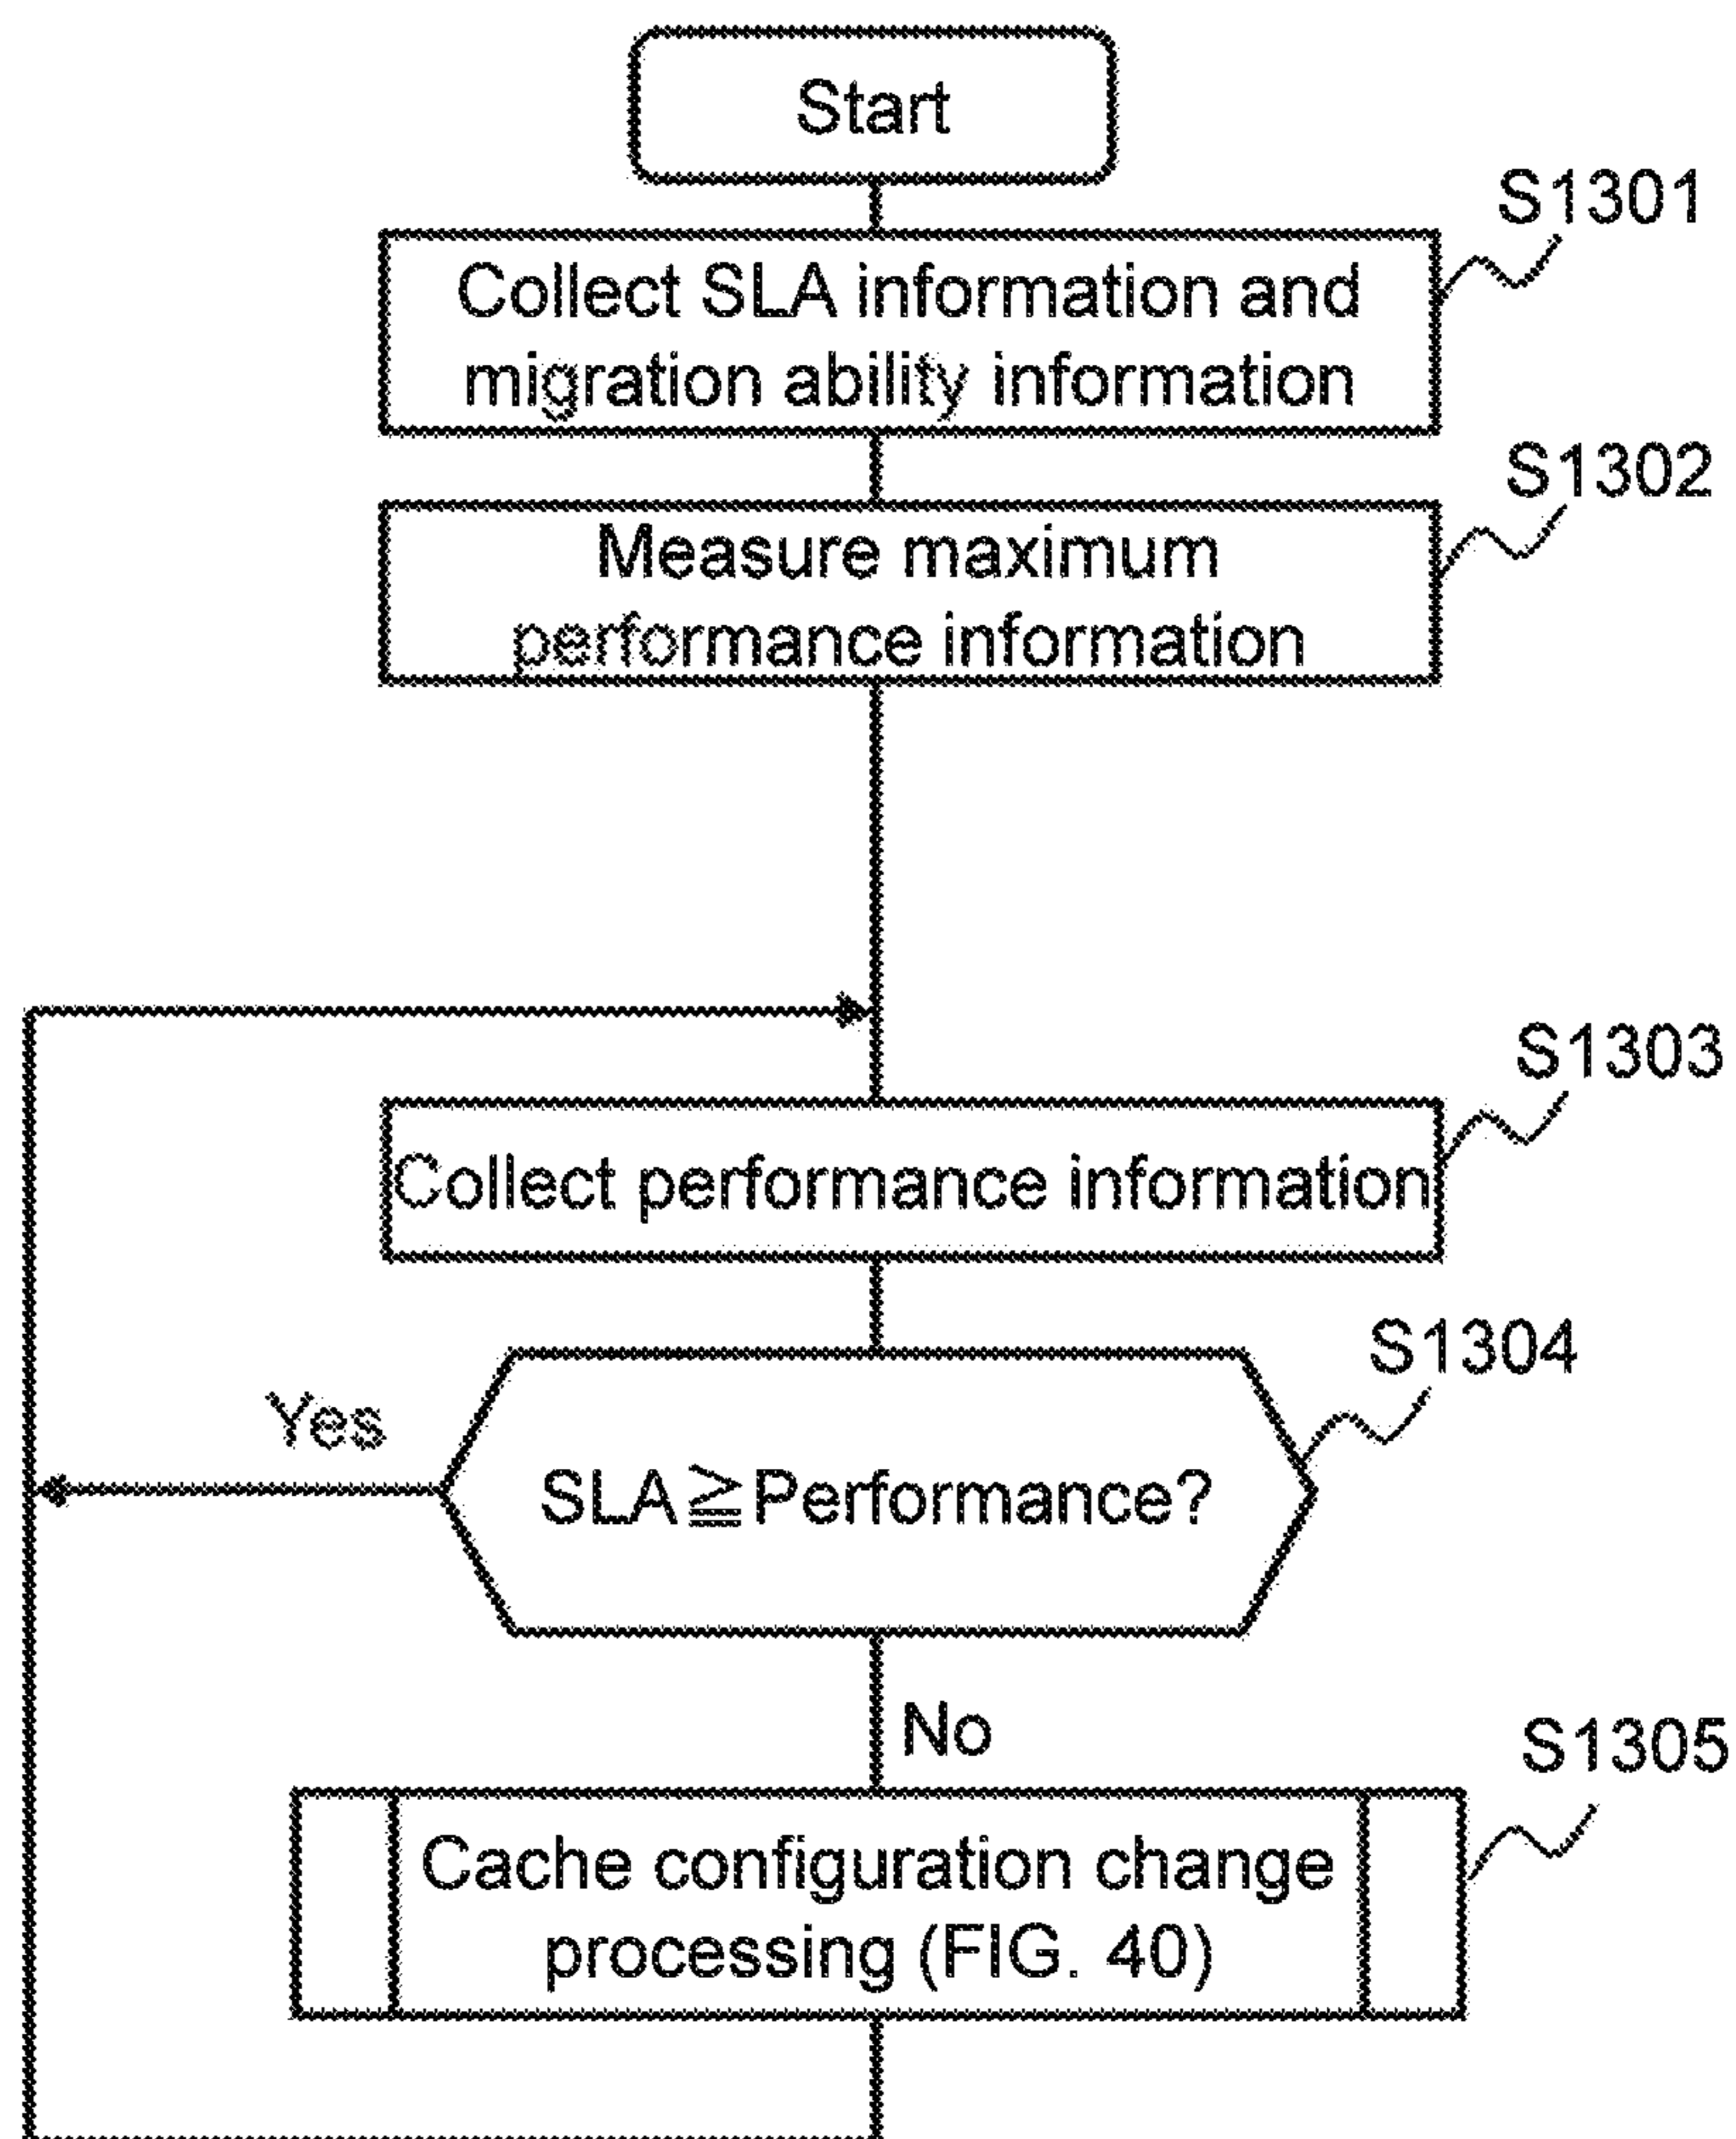 Start
S1301
Collect SLA information and
migration ability information
S1302
Measure maximum
performance information
S1303
Collect performance information
S1304
Yes
SLA≧Performance?
No
S1305
Cache configuration change
processing (FIG. 40)